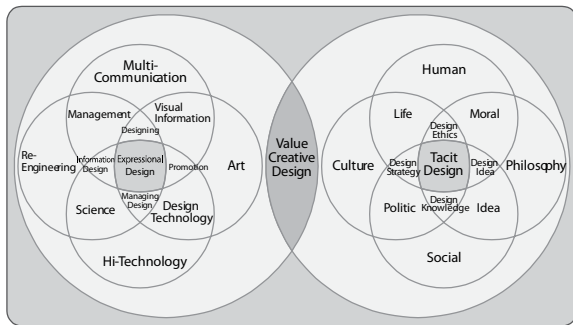 Multi-
Communication
Management
Visual
Information
Designing
Re-
Engineering
Information
Design
Expressional
Design
Promotion
Art
Managing
Design
Science
Design
Technology
Hi-Technology
Value
Creative
Design
Human
Life
Moral
Design
Ethics
Culture
Design
Strategy
Tacit
Design
Design
Idea
Philosophy
Politic
Design
Knowledge
Idea
Social